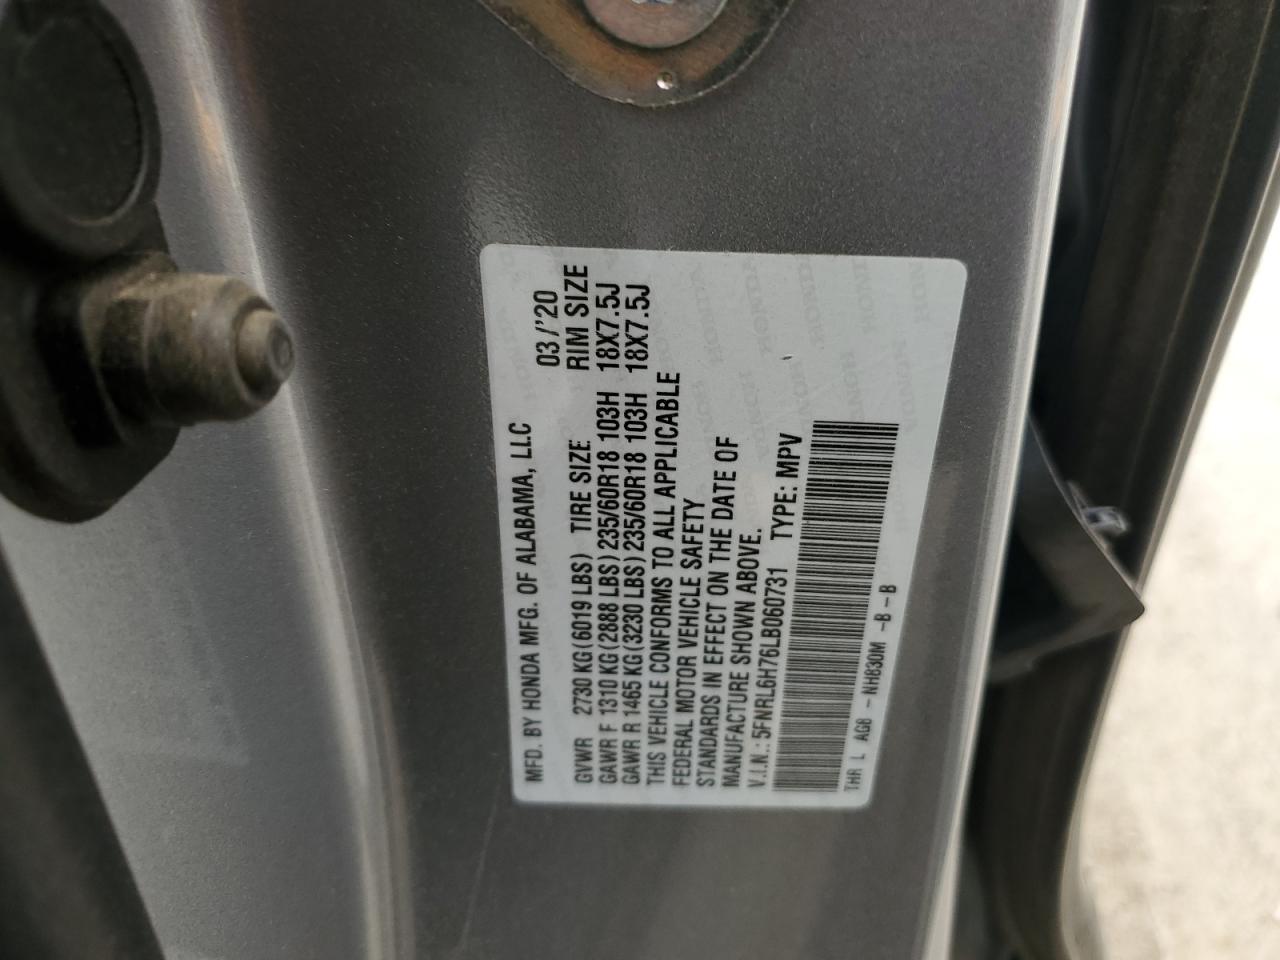 MFD. BY HONDA MFG. OF ALABAMA, LLC 03/'20
GVWR 2730 KG(6019 LBS) TIRE SIZE RIM SIZE
GAWR F 1310 KG(2888 LBS) 235/60R18 103H 18X7.5J
GAWR R 1465 KG(3230 LBS) 235/60R18 103H 18X7.5J
THIS VEHICLE CONFORMS TO ALL APPLICABLE
FEDERAL MOTOR VEHICLE SAFETY
STANDARDS IN EFFECT ON THE DATE OF
MANUFACTURE SHOWN ABOVE.
V.I.N.: 5FNRL6H76LB060731 TYPE: MPV
THR L AGB - NH830M -B-B